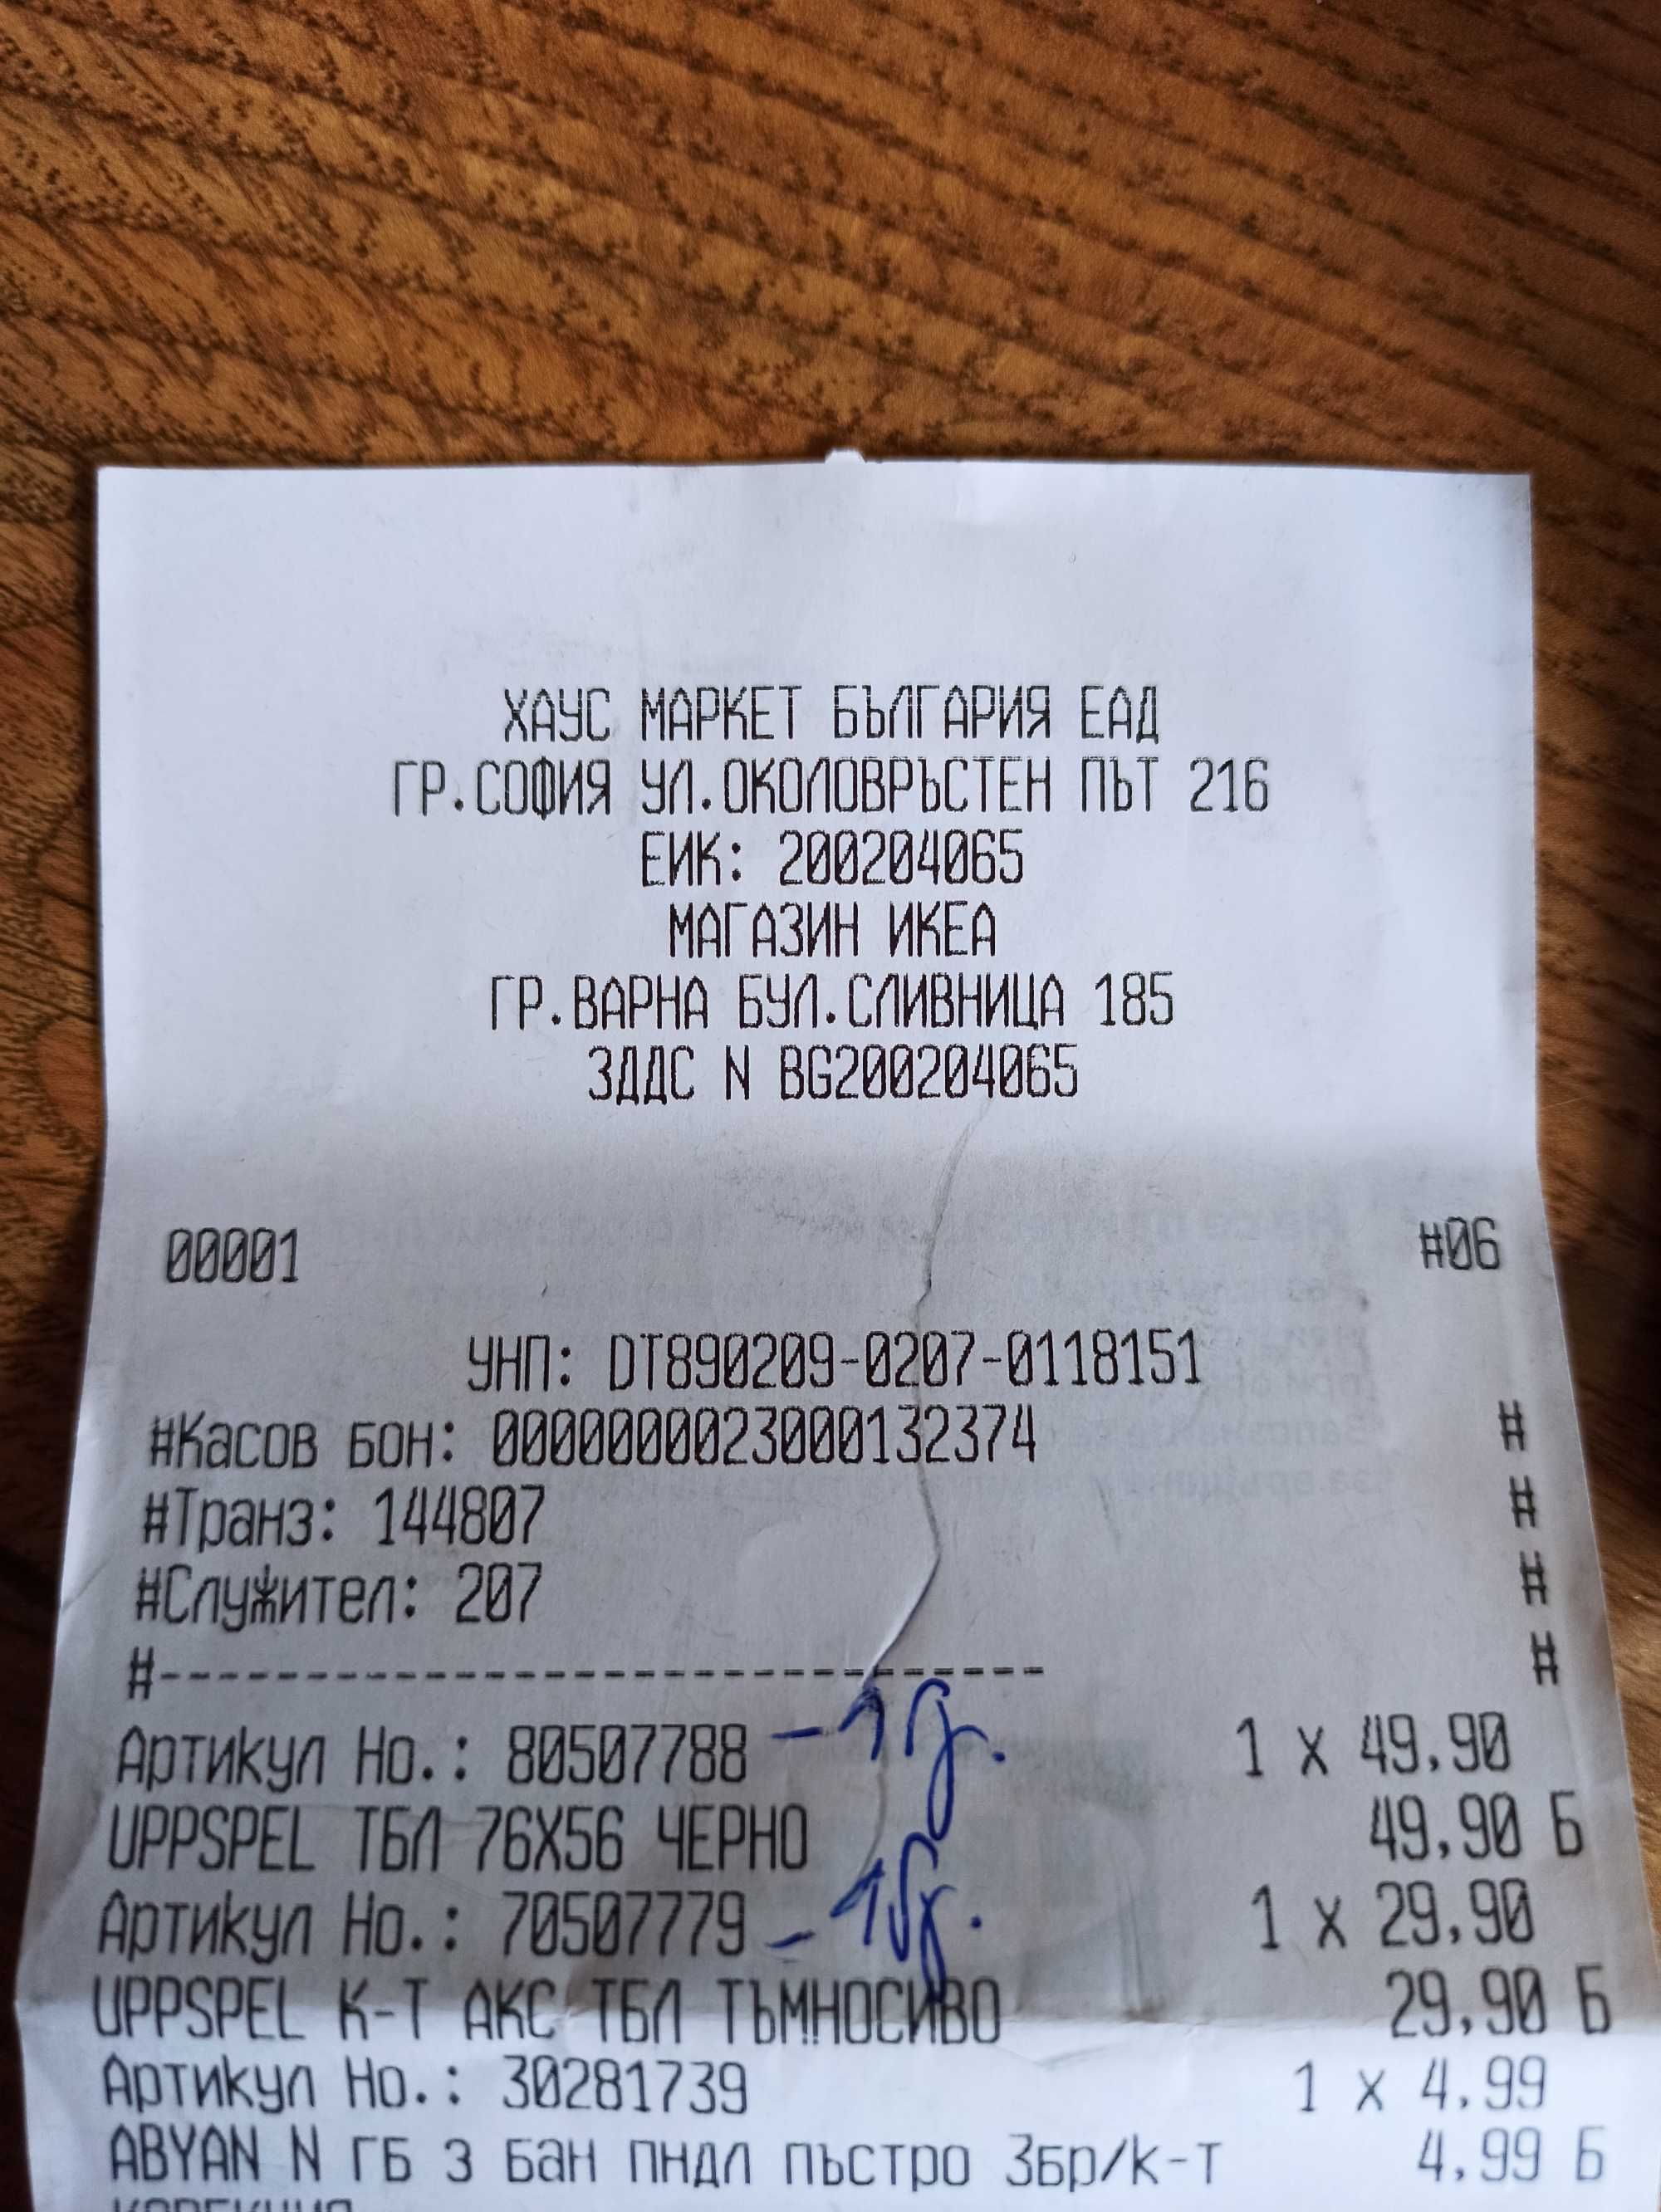 ХАУС МАРКЕТ БЪЛГАРИЯ ЕАД
ГР.СОФИЯ УЛ.ОКОЛОВРЪСТЕН ПЪТ 216
ЕИК: 200204065
МАГАЗИН ИКЕА
ГР.ВАРНА БУЛ.СЛИВНИЦА 185
ЗДДС N BG200204065
00001 #06
УНП: DT890209-0207-0118151
#Касов бон: 0000000023000132374 #
#Транз: 144807 #
#Служител: 207 #
#-------------------------------- #
Артикул Но.: 80507788 - 1 д. 1 x 49.90
UPPSPEL ТБЛ 76X56 ЧЕРНО 49.90 Б
Артикул Но.: 70507779 - 1 x 29.90
UPPSPEL К-Т АКС ТБЛ ТЪМНОСИВО 29.90 Б
Артикул Но.: 30281739 1 x 4.99
ABYAN N ГБ З бан пндл пъстро 3бр/к-т 4.99 Б